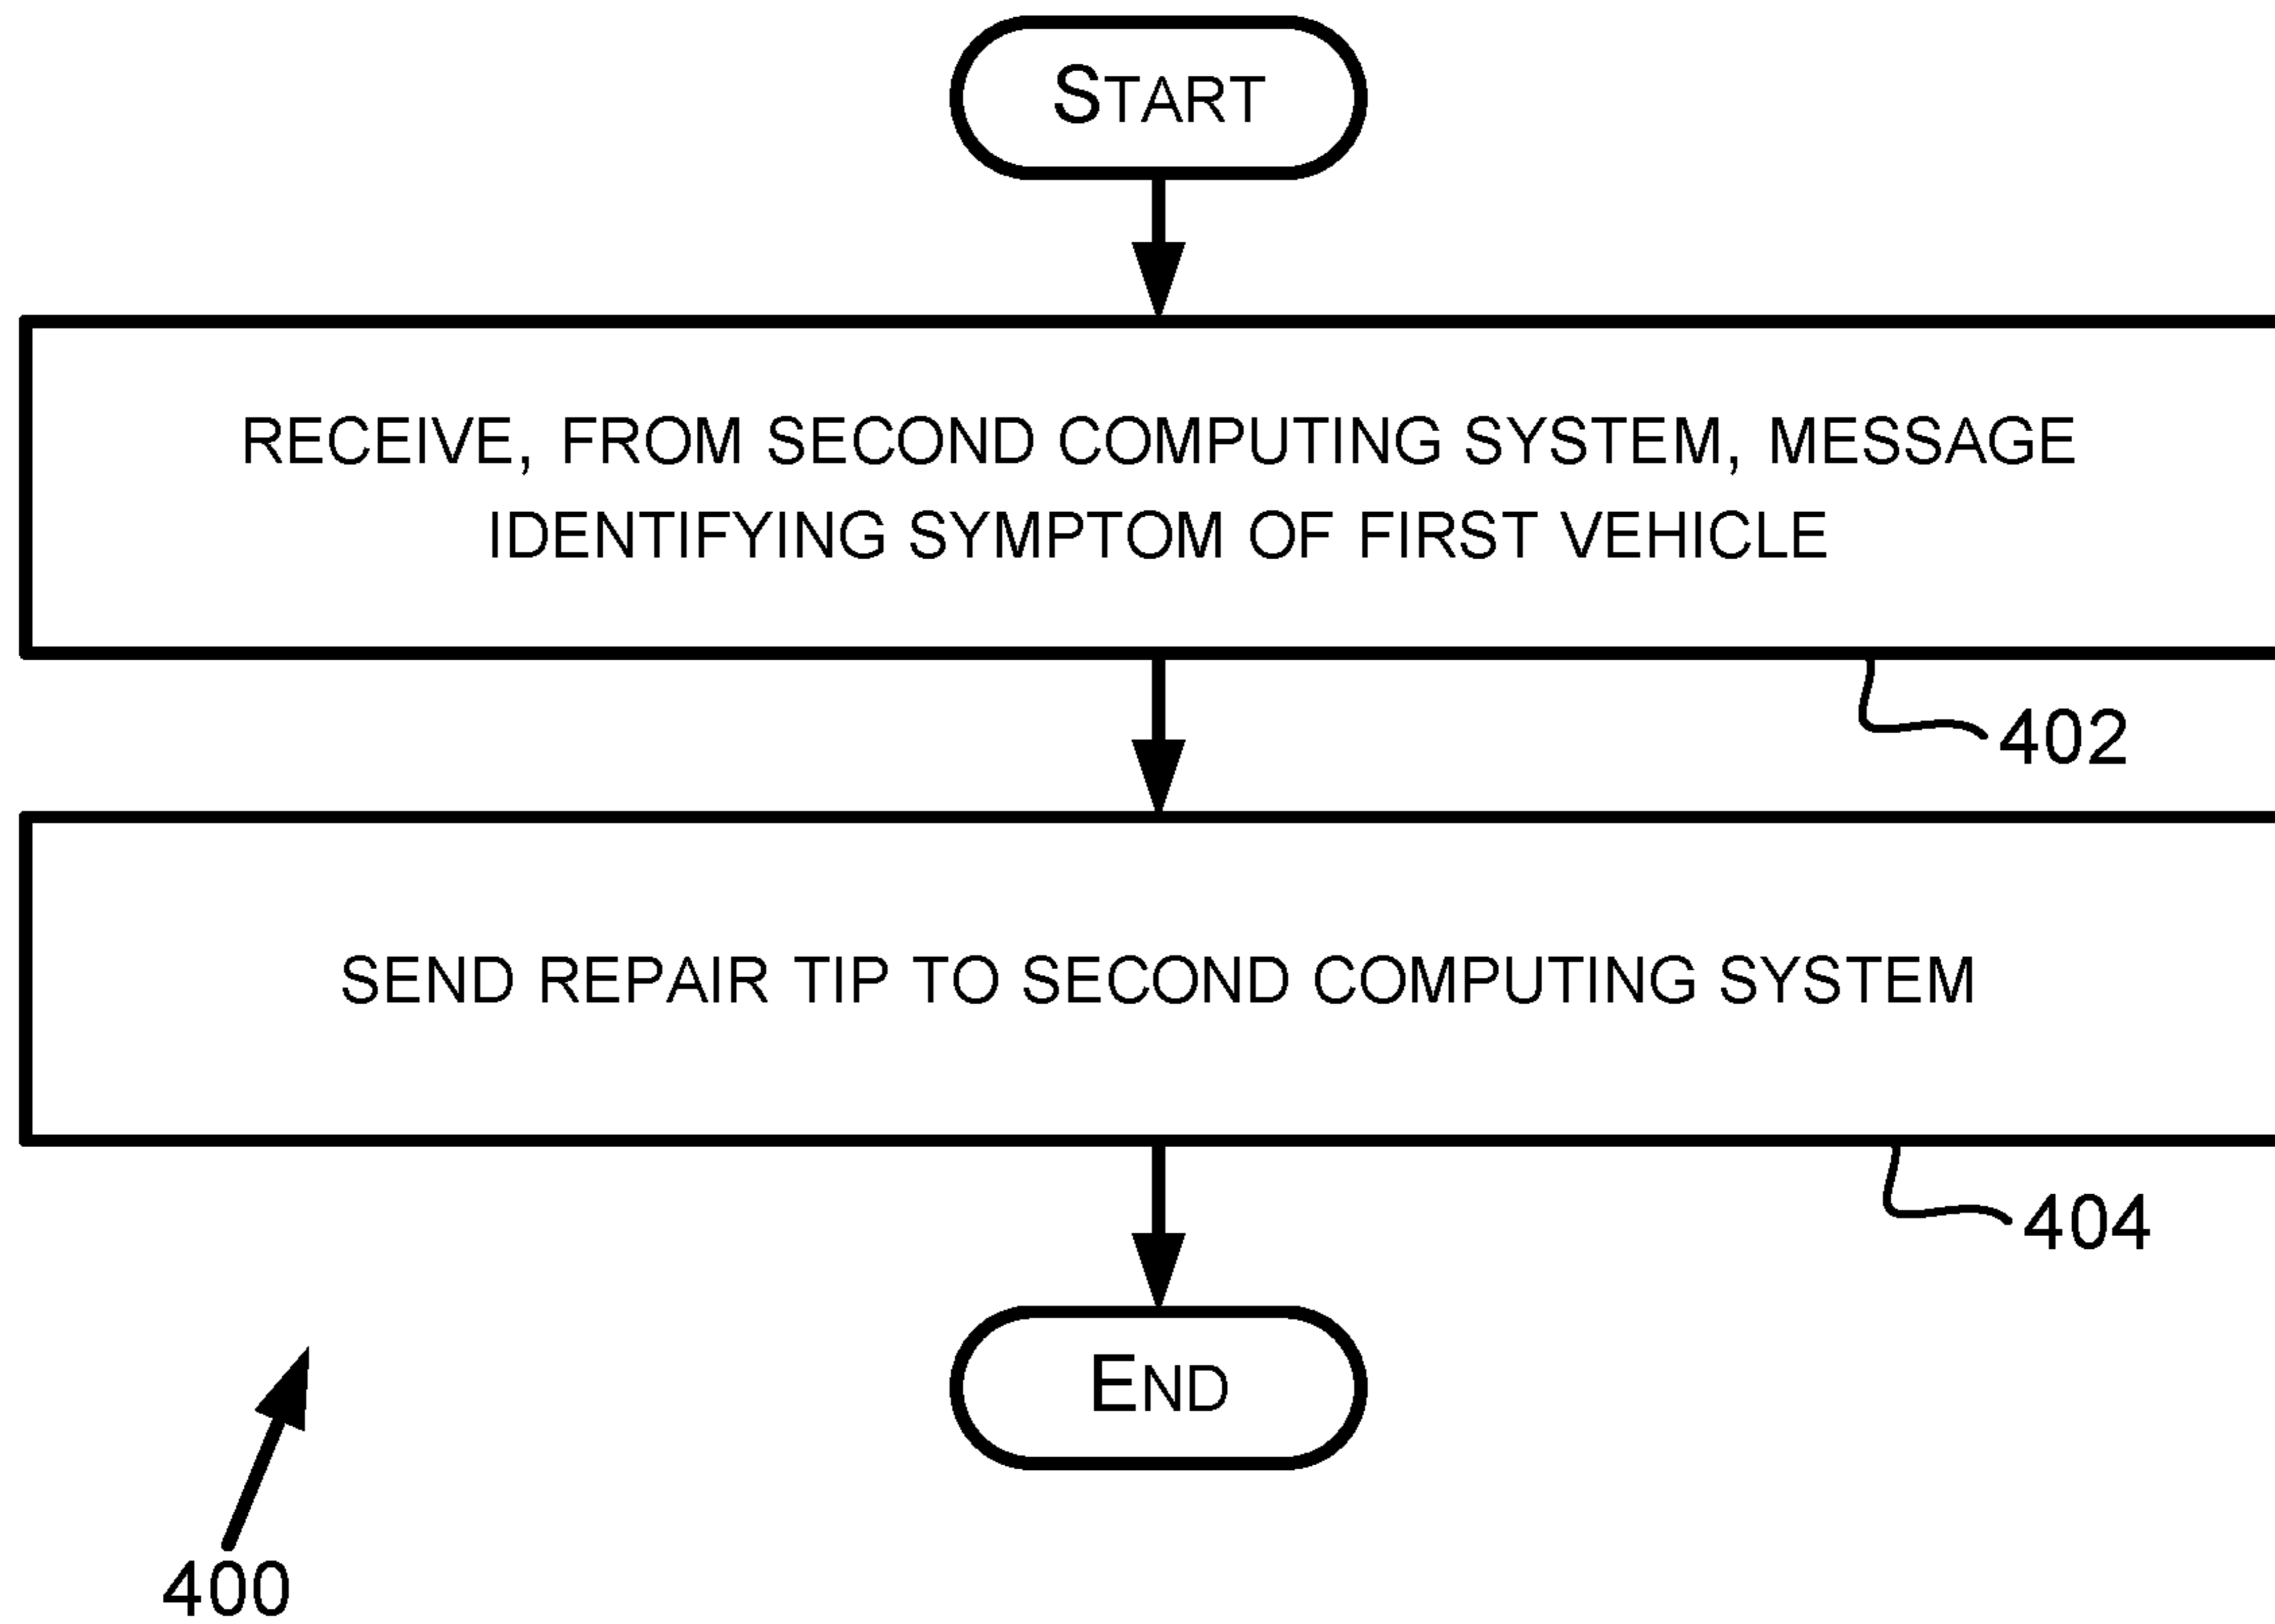 START
RECEIVE, FROM SECOND COMPUTING SYSTEM, MESSAGE
IDENTIFYING SYMPTOM OF FIRST VEHICLE
402
SEND REPAIR TIP TO SECOND COMPUTING SYSTEM
404
END
400